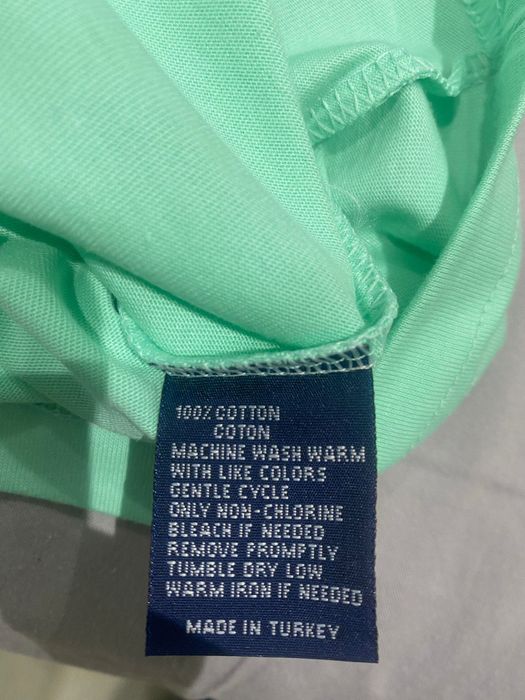 100% COTTON
COTON
MACHINE WASH WARM
WITH LIKE COLORS
GENTLE CYCLE
ONLY NON-CHLORINE
BLEACH IF NEEDED
REMOVE PROMPTLY
TUMBLE DRY LOW
WARM IRON IF NEEDED
MADE IN TURKEY